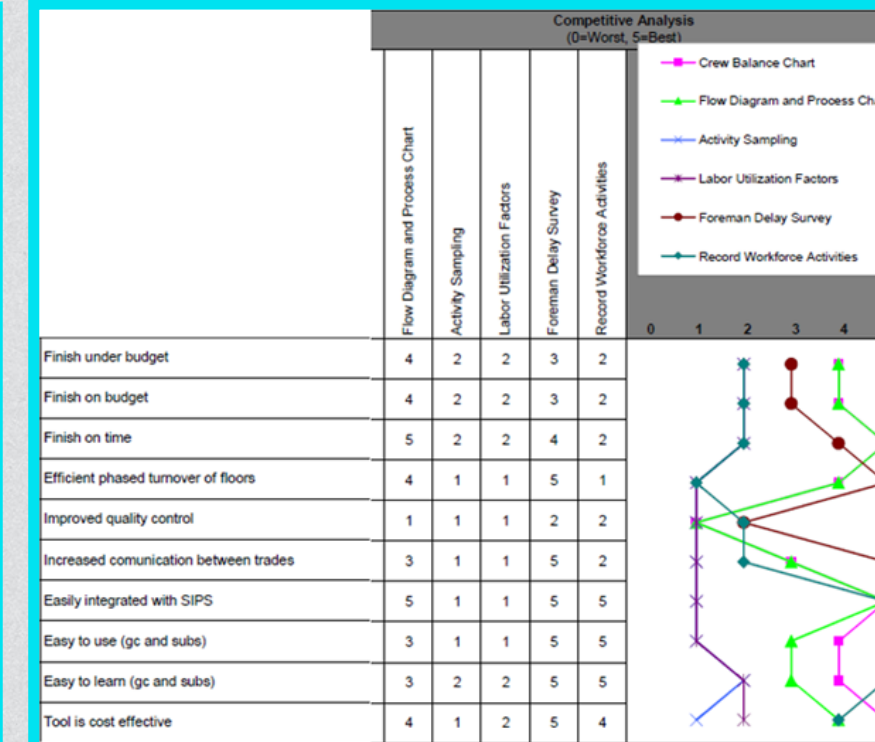 Competitive Analysis
(0=Worst, 5=Best)
Flow Diagram and Process Chart
Activity Sampling
Labor Utilization Factors
Foreman Delay Survey
Record Workforce Activities
Crew Balance Chart
Flow Diagram and Process Cha
Activity Sampling
Labor Utilization Factors
Foreman Delay Survey
Record Workforce Activities
0 1 2 3 4
Finish under budget 4 2 2 3 2
Finish on budget 4 2 2 3 2
Finish on time 5 2 2 4 2
Efficient phased turnover of floors 4 1 1 5 1
Improved quality control 1 1 1 2 2
Increased comunication between trades 3 1 1 5 2
Easily integrated with SIPS 5 1 1 5 5
Easy to use (gc and subs) 3 1 1 5 5
Easy to learn (gc and subs) 3 2 2 5 5
Tool is cost effective 4 1 2 5 4